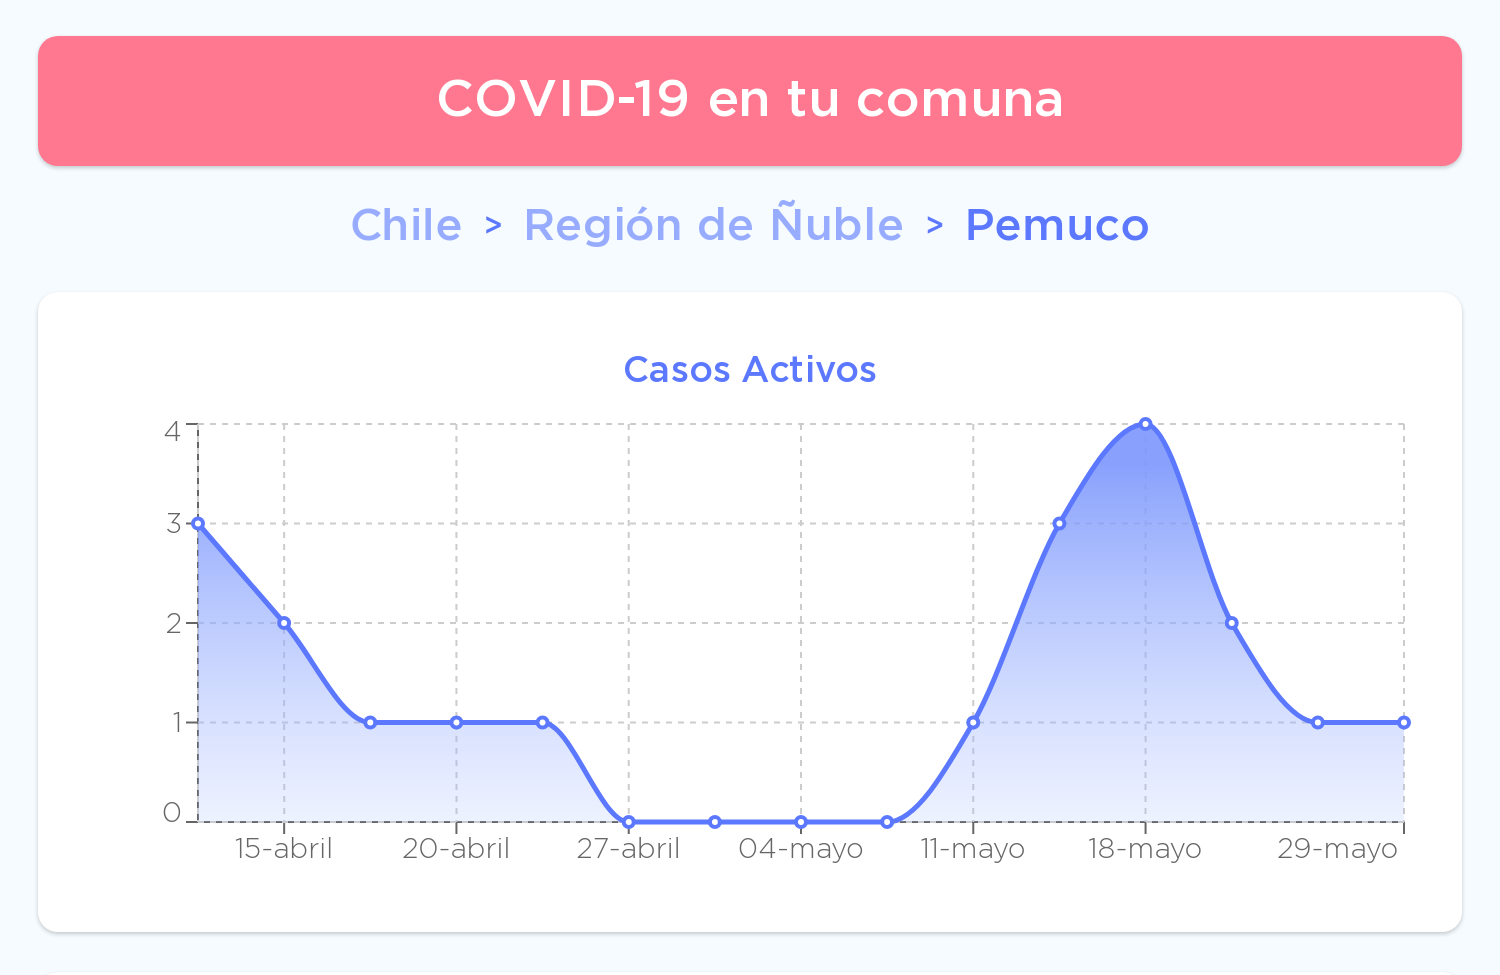 COVID-19 en tu comuna
Chile > Región de Ñuble > Pemuco
Casos Activos
4
3
2
1
0
15-abril 20-abril 27-abril 04-mayo 11-mayo 18-mayo 29-mayo